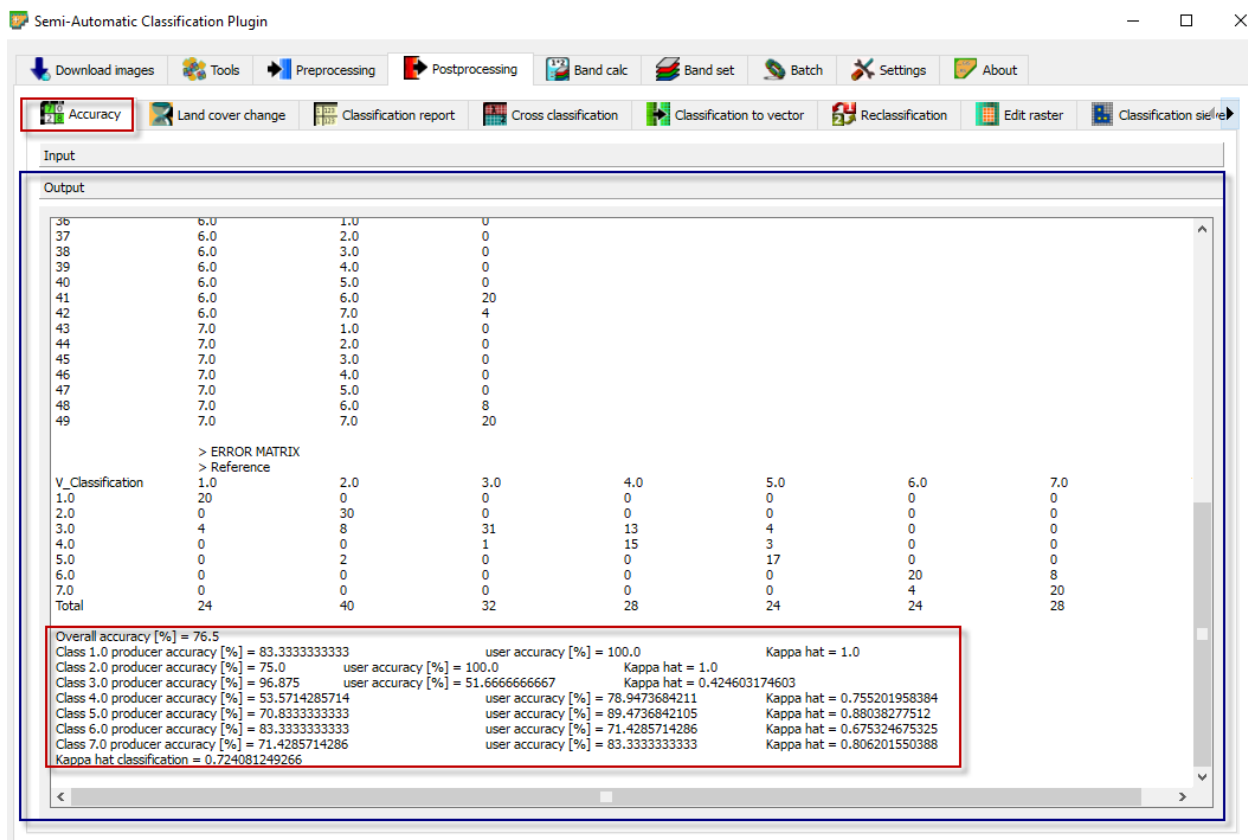 Semi-Automatic Classification Plugin
Download images Tools Preprocessing Postprocessing Band calc Band set Batch Settings About
Accuracy Land cover change Classification report Cross classification Classification to vector Reclassification Edit raster Classification sieve
Input
Output
36 6.0 1.0 0
37 6.0 2.0 0
38 6.0 3.0 0
39 6.0 4.0 0
40 6.0 5.0 0
41 6.0 6.0 20
42 6.0 7.0 4
43 7.0 1.0 0
44 7.0 2.0 0
45 7.0 3.0 0
46 7.0 4.0 0
47 7.0 5.0 0
48 7.0 6.0 8
49 7.0 7.0 20
> ERROR MATRIX
> Reference
V_Classification 1.0 2.0 3.0 4.0 5.0 6.0 7.0
1.0 20 0 0 0 0 0 0
2.0 0 30 0 0 0 0 0
3.0 4 8 31 13 4 0 0
4.0 0 0 1 15 3 0 0
5.0 0 2 0 0 17 0 0
6.0 0 0 0 0 0 20 8
7.0 0 0 0 0 0 4 20
Total 24 40 32 28 24 24 28
Overall accuracy [%] = 76.5
Class 1.0 producer accuracy [%] = 83.3333333333 user accuracy [%] = 100.0 Kappa hat = 1.0
Class 2.0 producer accuracy [%] = 75.0 user accuracy [%] = 100.0 Kappa hat = 1.0
Class 3.0 producer accuracy [%] = 96.875 user accuracy [%] = 51.6666666667 Kappa hat = 0.424603174603
Class 4.0 producer accuracy [%] = 53.5714285714 user accuracy [%] = 78.9473684211 Kappa hat = 0.755201958384
Class 5.0 producer accuracy [%] = 70.8333333333 user accuracy [%] = 89.4736842105 Kappa hat = 0.88038277512
Class 6.0 producer accuracy [%] = 83.3333333333 user accuracy [%] = 71.4285714286 Kappa hat = 0.675324675325
Class 7.0 producer accuracy [%] = 71.4285714286 user accuracy [%] = 83.3333333333 Kappa hat = 0.806201550388
Kappa hat classification = 0.724081249266